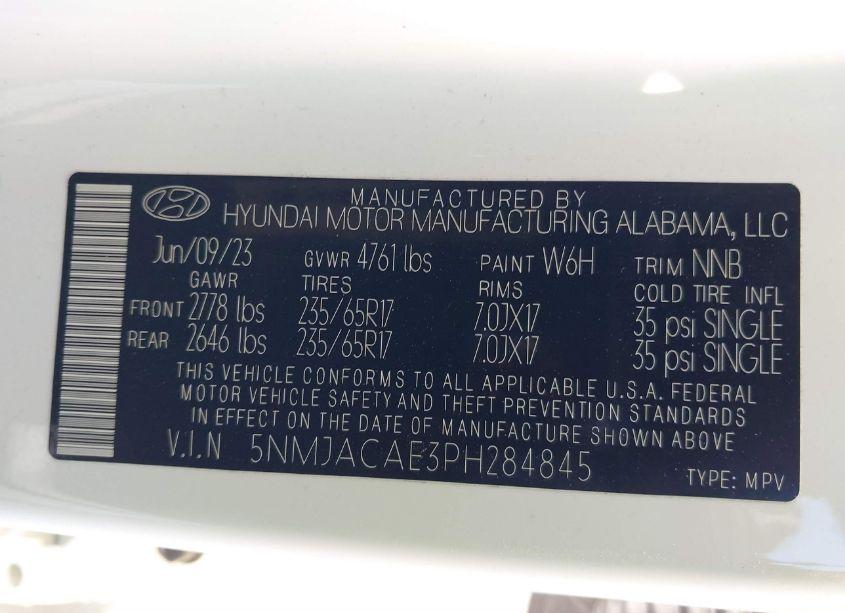 MANUFACTURED BY
HYUNDAI MOTOR MANUFACTURING ALABAMA, LLC
Jun/09/23 GVWR 4761 lbs PAINT W6H TRIM NNB
GAWR TIRES RIMS COLD TIRE INFL
FRONT 2778 lbs 235/65R17 7.0JX17 35 psi SINGLE
REAR 2646 lbs 235/65R17 7.0JX17 35 psi SINGLE
THIS VEHICLE CONFORMS TO ALL APPLICABLE U.S.A. FEDERAL
MOTOR VEHICLE SAFETY AND THEFT PREVENTION STANDARDS
IN EFFECT ON THE DATE OF MANUFACTURE SHOWN ABOVE
V.I.N 5NMJACAE3PH284845
TYPE: MPV